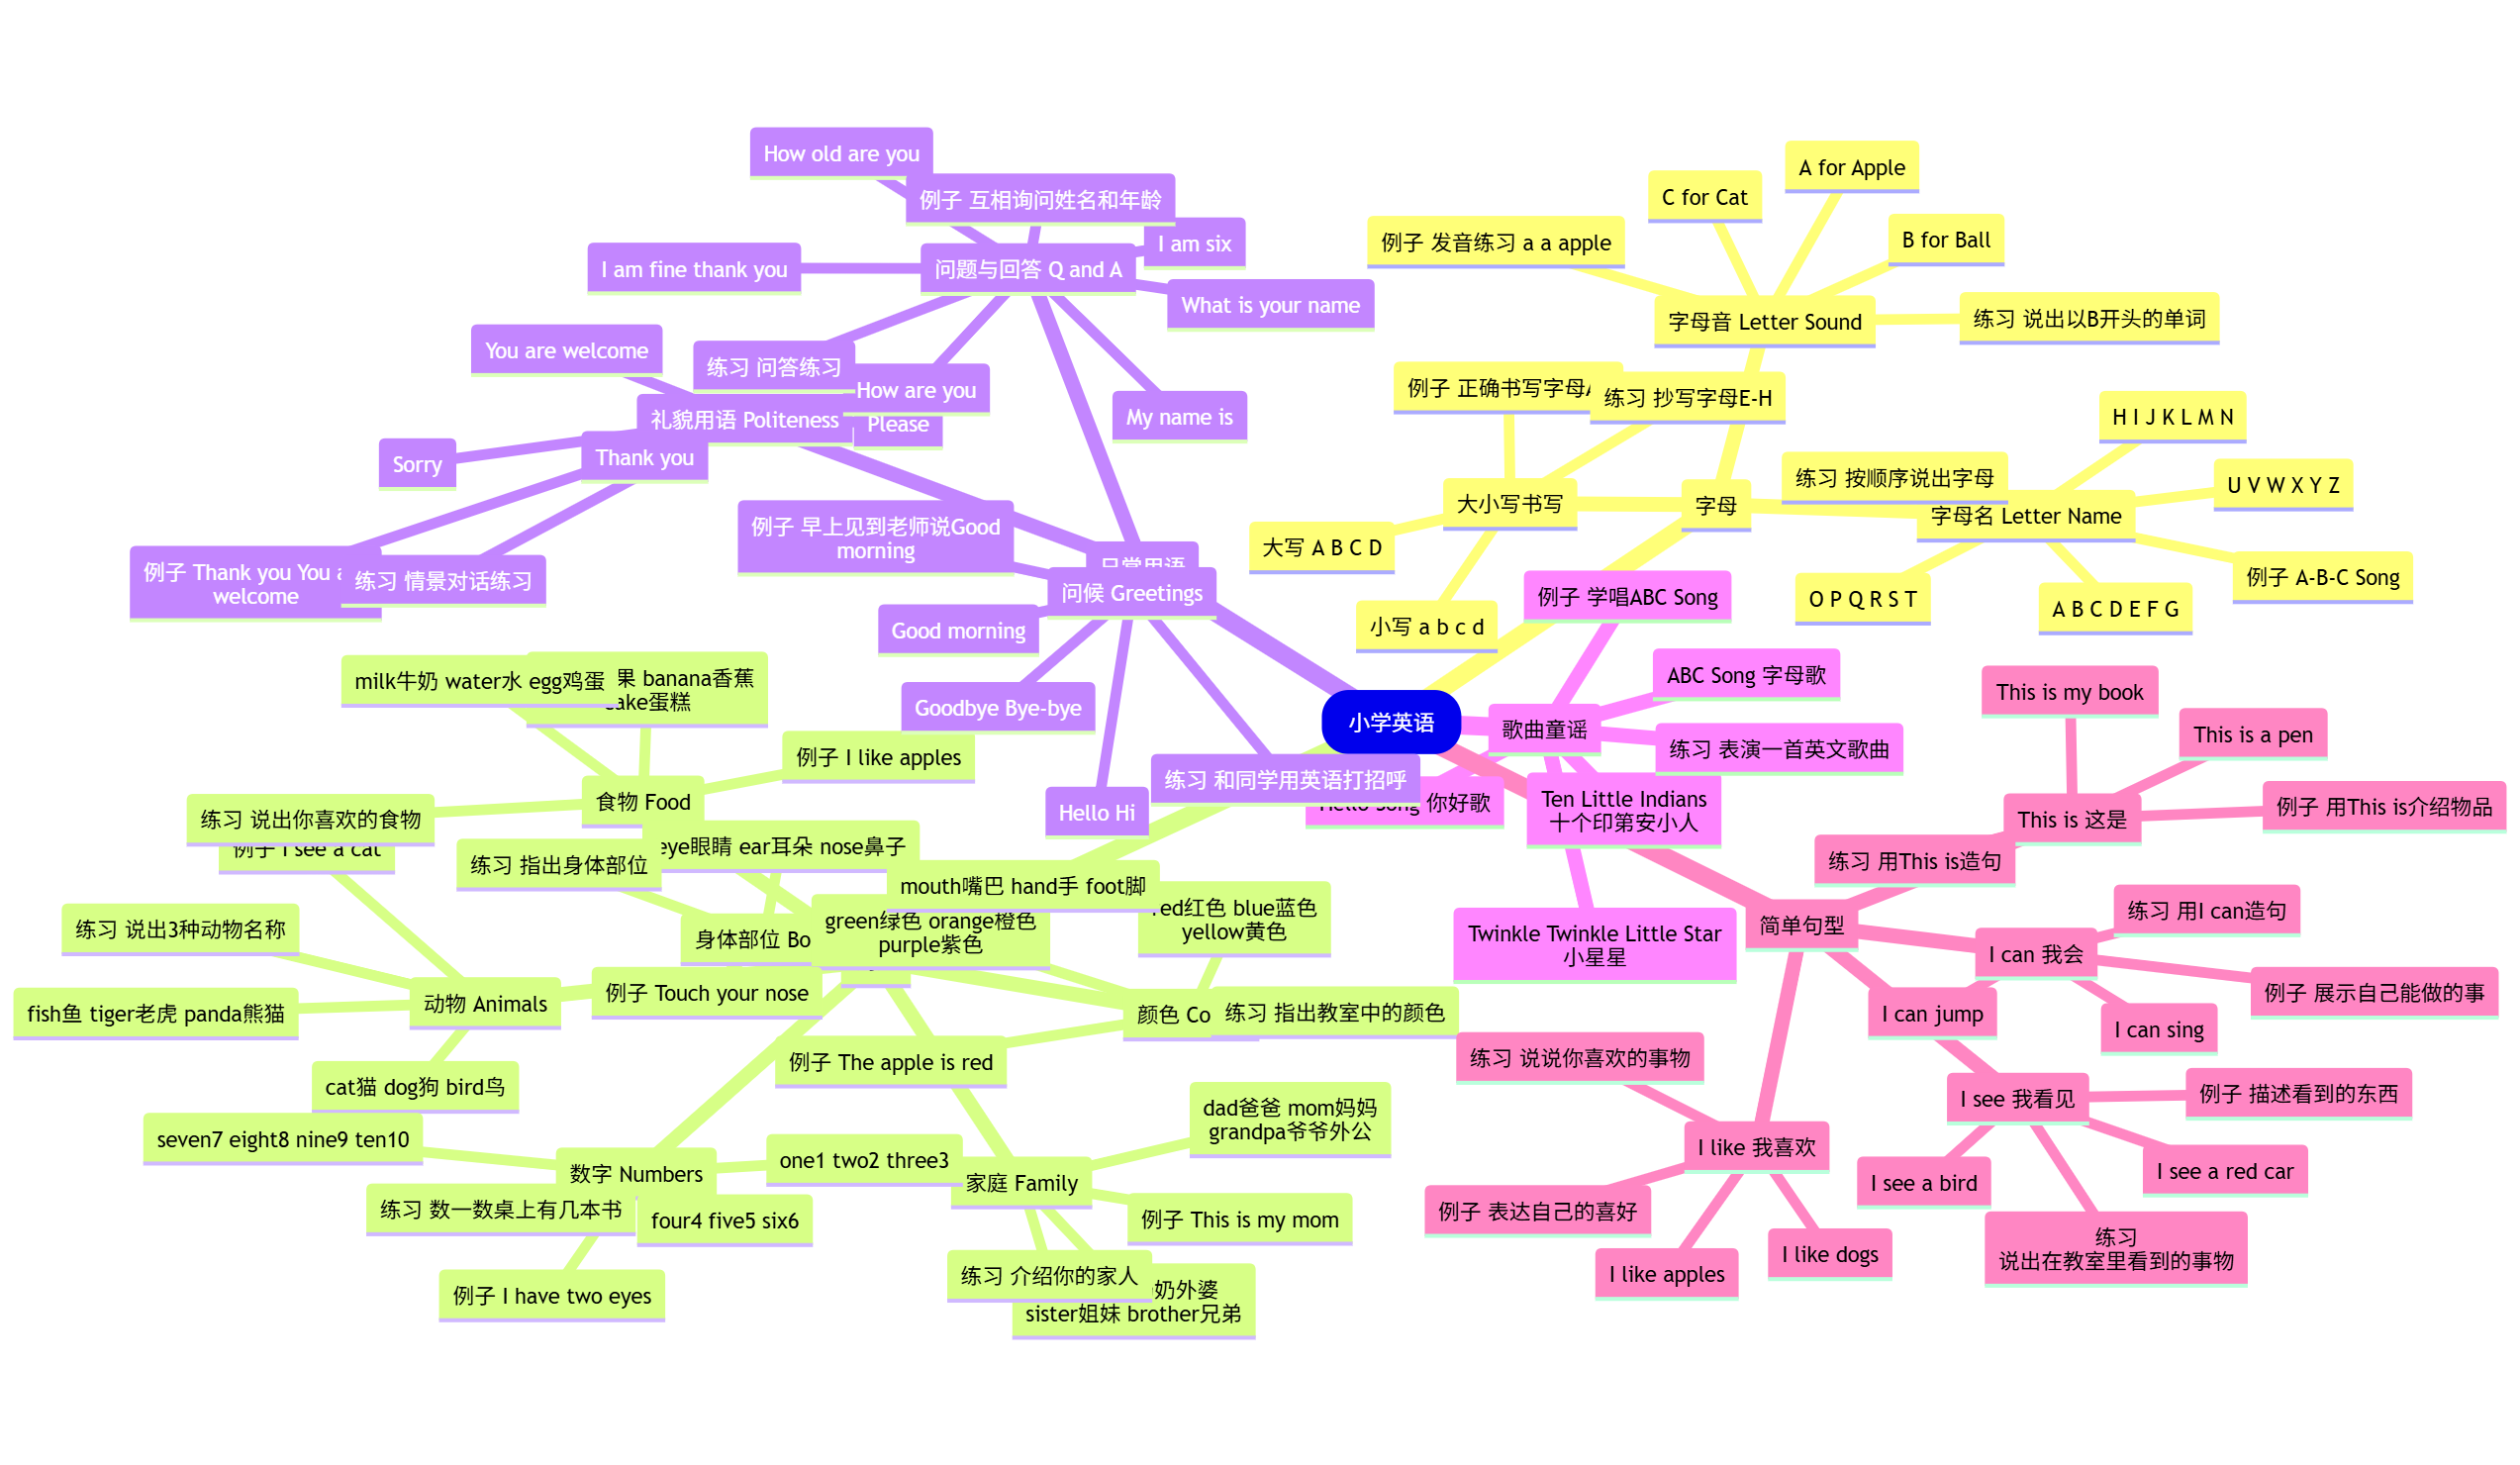 小学英语
字母
字母名 Letter Name
A B C D E F G
H I J K L M N
O P Q R S T
U V W X Y Z
例子 A-B-C Song
练习 按顺序说出字母
字母音 Letter Sound
A for Apple
B for Ball
C for Cat
例子 发音练习 a a apple
练习 说出以B开头的单词
大小写书写
大写 A B C D
小写 a b c d
例子 正确书写字母
练习 抄写字母E-H
green绿色 orange橙色
purple紫色
red红色 blue蓝色
yellow黄色
颜色
例子 The apple is red
练习 指出教室中的颜色
数字 Numbers
one1 two2 three3
four4 five5 six6
seven7 eight8 nine9 ten10
例子 I have two eyes
练习 数一数桌上有几本书
动物 Animals
cat猫 dog狗 bird鸟
fish鱼 tiger老虎 panda熊猫
例子 I see a cat
练习 说出3种动物名称
家庭 Family
dad爸爸 mom妈妈
grandpa爷爷外公
奶外婆
sister姐妹 brother兄弟
例子 This is my mom
练习 介绍你的家人
食物 Food
果 banana香蕉
cake蛋糕
milk牛奶 water水 egg鸡蛋
例子 I like apples
练习 说出你喜欢的食物
身体部位
eye眼睛 ear耳朵 nose鼻子
mouth嘴巴 hand手 foot脚
例子 Touch your nose
练习 指出身体部位
日常用语
问候 Greetings
Hello Hi
Good morning
Goodbye Bye-bye
例子 早上见到老师说Good
morning
练习 和同学用英语打招呼
礼貌用语 Politeness
Please
Thank you
Sorry
You are welcome
例子 Thank you You
welcome
练习 情景对话练习
问题与回答 Q and A
What is your name
My name is
How are you
I am fine thank you
How old are you
I am six
例子 互相询问姓名和年龄
练习 问答练习
简单句型
This is 这是
This is my book
This is a pen
例子 用This is介绍物品
练习 用This is造句
I like 我喜欢
I like apples
I like dogs
例子 表达自己的喜好
练习 说说你喜欢的事物
I can 我会
I can jump
I can sing
例子 展示自己能做的事
练习 用I can造句
I see 我看见
I see a bird
I see a red car
例子 描述看到的东西
练习
说出在教室里看到的事物
歌曲童谣
ABC Song 字母歌
Hello Song 你好歌
Twinkle Twinkle Little Star
小星星
Ten Little Indians
十个印第安小人
例子 学唱ABC Song
练习 表演一首英文歌曲